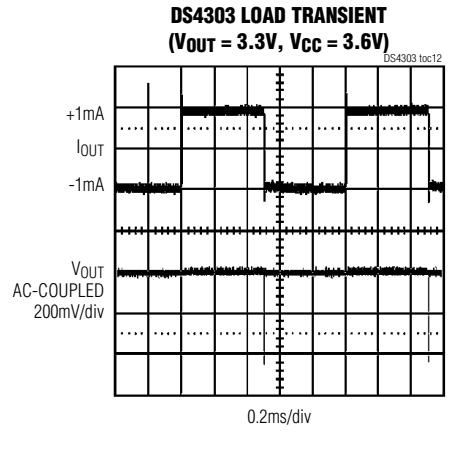 DS4303 LOAD TRANSIENT
(VOUT = 3.3V, VCC = 3.6V)
DS4303 toc12
+1mA
IOUT
-1mA
VOUT
AC-COUPLED
200mV/div
0.2ms/div